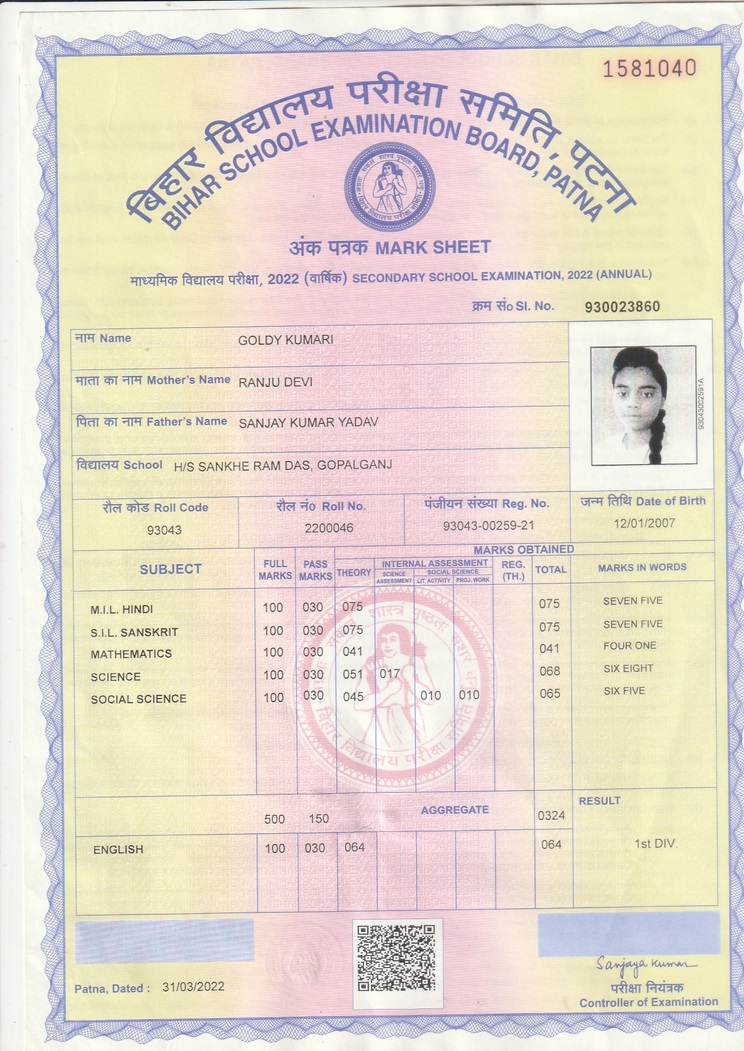 1581040
बिहार विद्यालय परीक्षा समिति, पटना
BIHAR SCHOOL EXAMINATION BOARD, PATNA
अंक पत्रक MARK SHEET
माध्यमिक विद्यालय परीक्षा, 2022 (वार्षिक) SECONDARY SCHOOL EXAMINATION, 2022 (ANNUAL)
क्रम सं० Sl. No. 930023860
नाम Name GOLDY KUMARI
माता का नाम Mother's Name RANJU DEVI
पिता का नाम Father's Name SANJAY KUMAR YADAV
विद्यालय School H/S SANKHE RAM DAS, GOPALGANJ
93043002591A
रौल कोड Roll Code रौल नं० Roll No. पंजीयन संख्या Reg. No. जन्म तिथि Date of Birth
93043 2200046 93043-00259-21 12/01/2007
MARKS OBTAINED
SUBJECT FULL MARKS PASS MARKS THEORY INTERNAL ASSESSMENT REG. (TH.) TOTAL MARKS IN WORDS
SCIENCE ASSESSMENT SOCIAL SCIENCE LIT. ACTIVITY PROJ. WORK
M.I.L. HINDI 100 030 075 075 SEVEN FIVE
S.I.L. SANSKRIT 100 030 075 075 SEVEN FIVE
MATHEMATICS 100 030 041 041 FOUR ONE
SCIENCE 100 030 051 017 068 SIX EIGHT
SOCIAL SCIENCE 100 030 045 010 010 065 SIX FIVE
बिहार विद्यालय परीक्षा समिति
500 150 AGGREGATE 0324 RESULT
ENGLISH 100 030 064 064 1st DIV.
Sanjaya Kumar
Patna, Dated : 31/03/2022
परीक्षा नियंत्रक
Controller of Examination